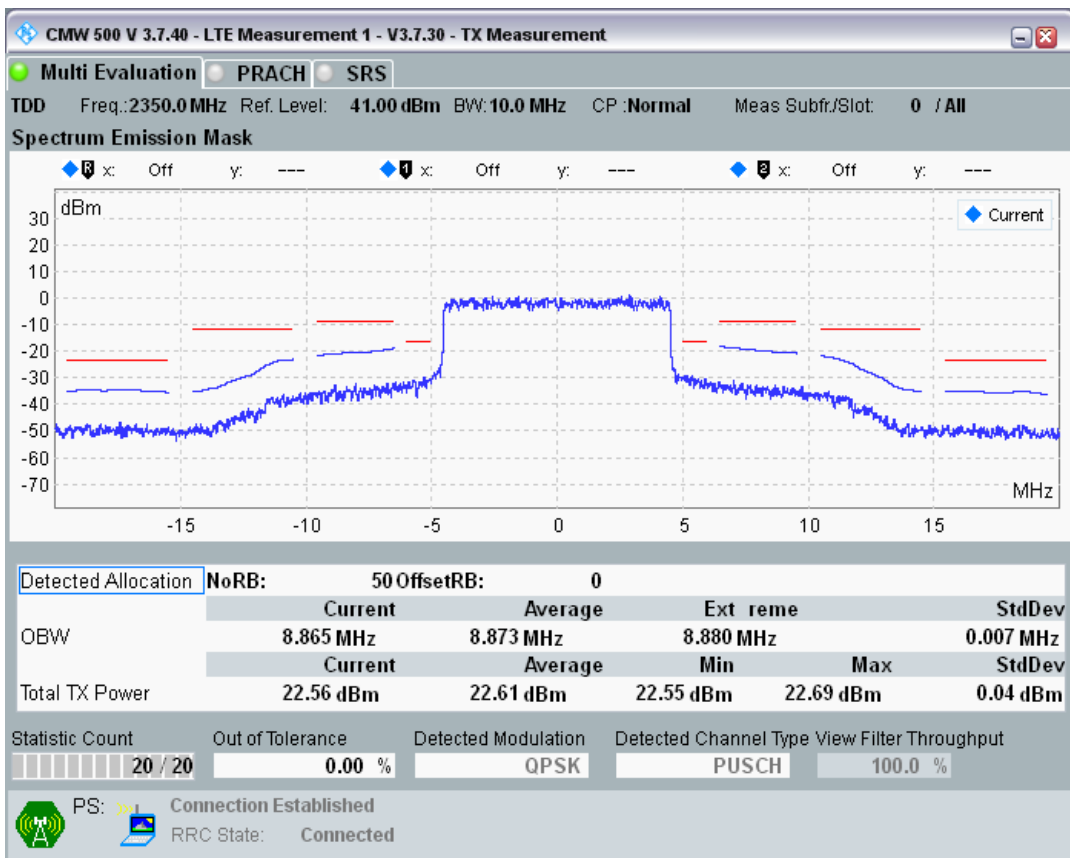 CMW 500 V 3.7.40 - LTE Measurement 1 - V3.7.30 - TX Measurement
Multi Evaluation PRACH SRS
TDD Freq.:2350.0 MHz Ref. Level: 41.00 dBm BW:10.0 MHz CP :Normal Meas Subfr./Slot: 0 / All
Spectrum Emission Mask
R x: Off y: --- 1 x: Off y: --- 2 x: Off y: ---
dBm
Current
30
20
10
0
-10
-20
-30
-40
-50
-60
-70
MHz
-15 -10 -5 0 5 10 15
Detected Allocation NoRB: 50 OffsetRB: 0
Current Average Ext reme StdDev
OBW 8.865 MHz 8.873 MHz 8.880 MHz 0.007 MHz
Current Average Min Max StdDev
Total TX Power 22.56 dBm 22.61 dBm 22.55 dBm 22.69 dBm 0.04 dBm
Statistic Count Out of Tolerance Detected Modulation Detected Channel Type View Filter Throughput
20 / 20 0.00 % QPSK PUSCH 100.0 %
PS: Connection Established
RRC State: Connected